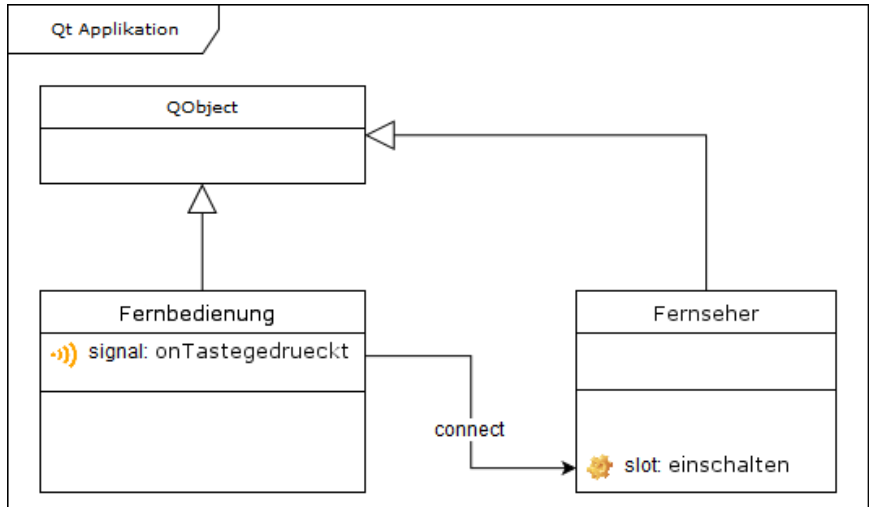 Qt Applikation
QObject
Fernbedienung
signal: onTastegedrueckt
Fernseher
connect
slot: einschalten